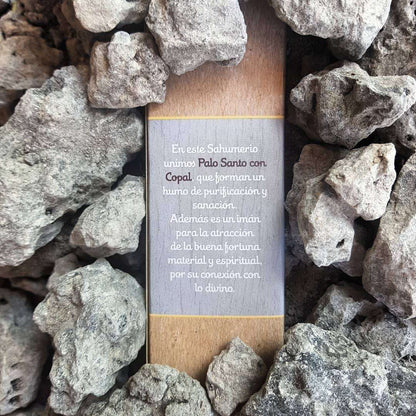 En este Sahumerio
unimos Palo Santo con
Copal que forman un
humo de purificación y
sanación.
Además es un imán
para la atracción
de la buena fortuna
material y espiritual,
por su conexión con
lo divino.